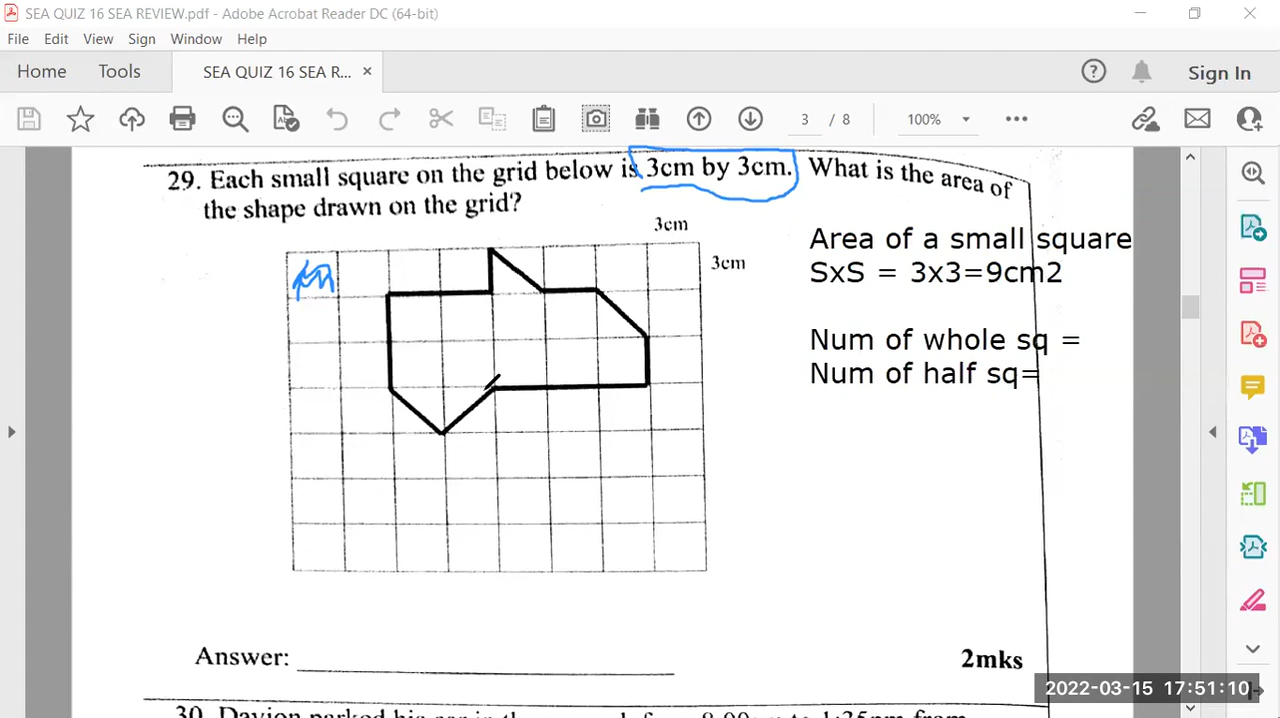 SEA QUIZ 16 SEA REVIEW.pdf - Adobe Acrobat Reader DC (64-bit)
File Edit View Sign Window Help
Home Tools SEA QUIZ 16 SEA R... × Sign In
3 / 8 100%
29. Each small square on the grid below is 3cm by 3cm. What is the area of
the shape drawn on the grid?
3cm
3cm
Area of a small square
SxS = 3x3=9cm2
Num of whole sq =
Num of half sq=
Answer:
2mks
2022-03-15 17:51:10